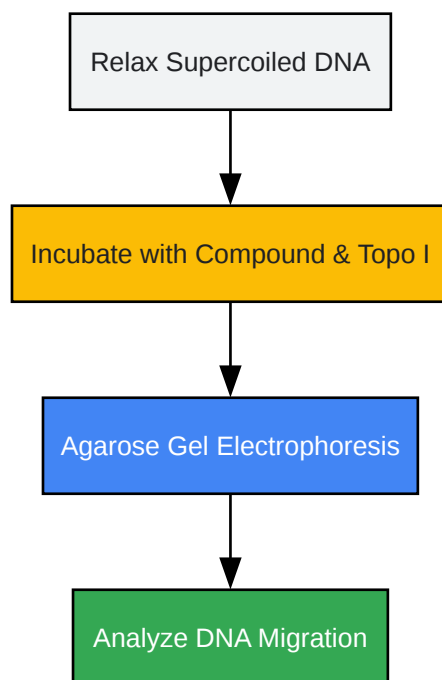 Relax Supercoiled DNA
Incubate with Compound & Topo I
Agarose Gel Electrophoresis
Analyze DNA Migration